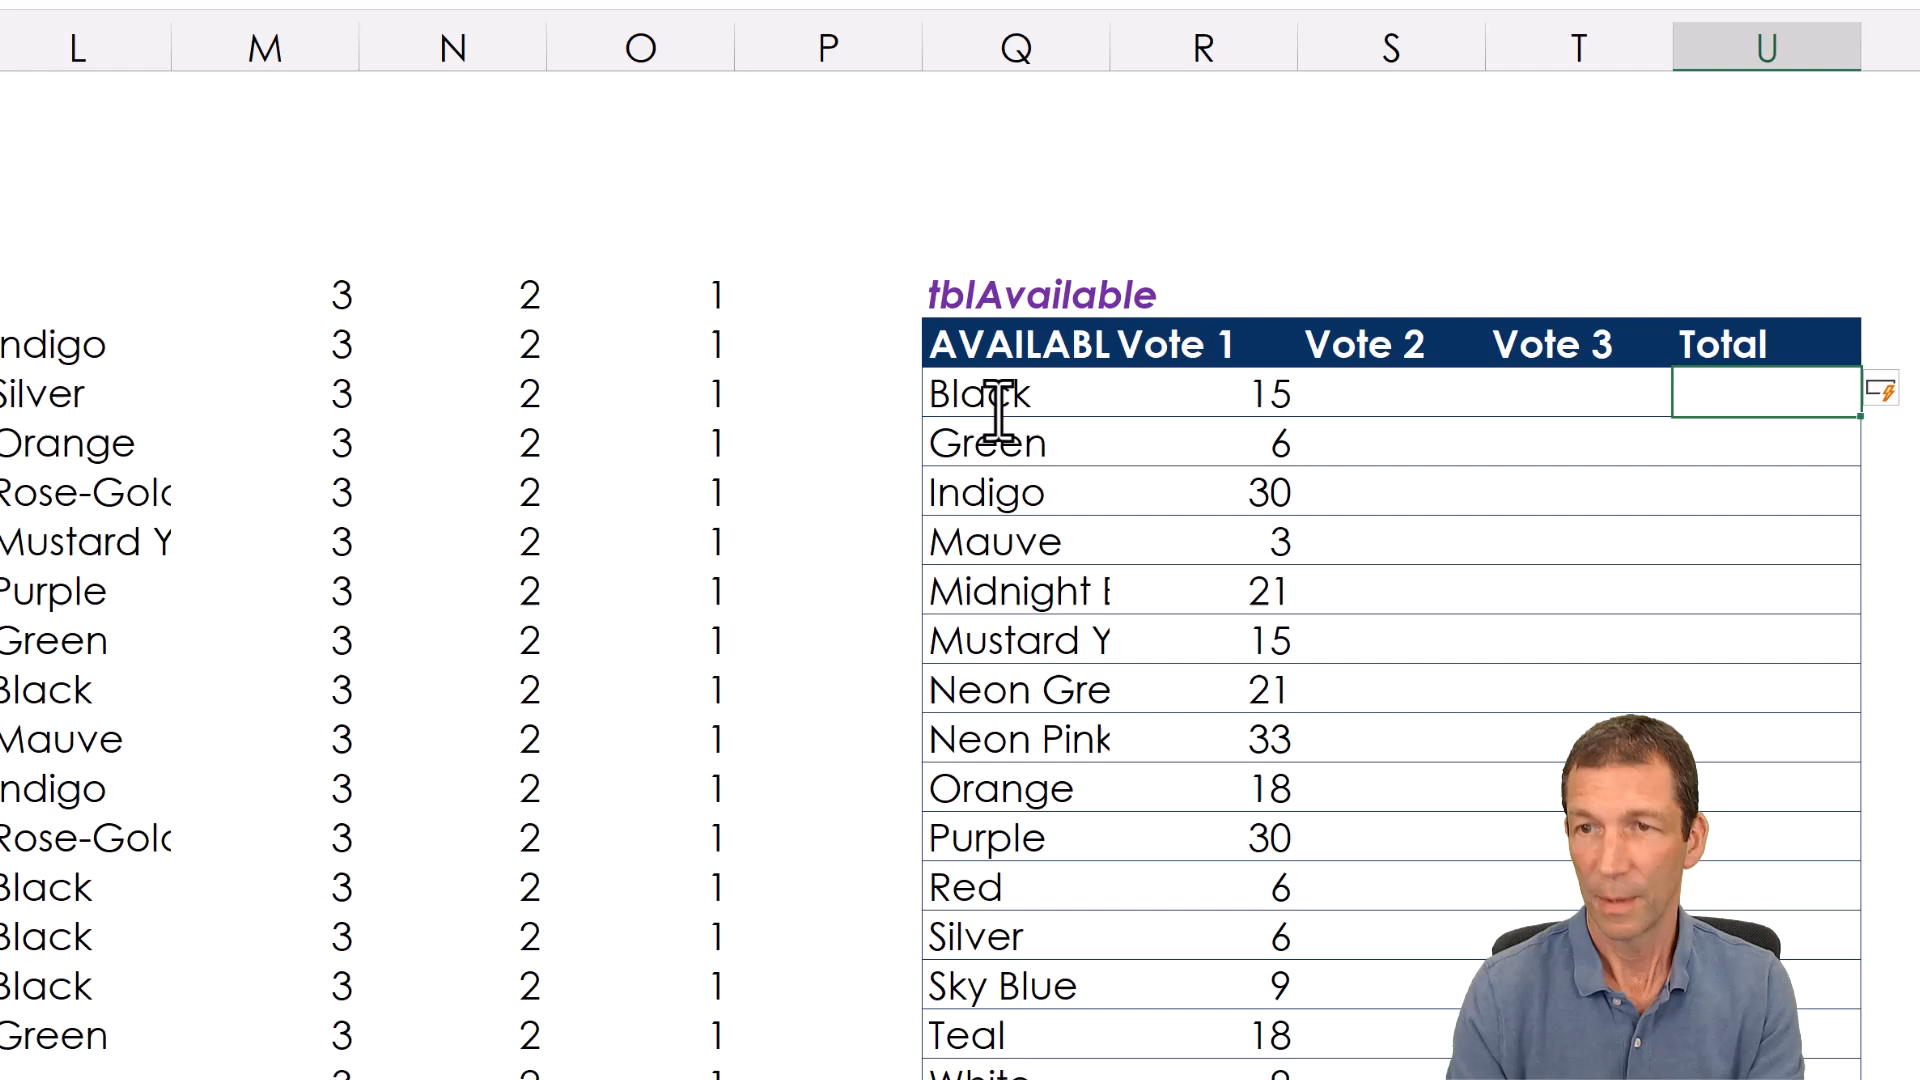 L M N O P Q R S T U
3 2 1 tblAvailable
ndigo 3 2 1 AVAILABL Vote 1 Vote 2 Vote 3 Total
Silver 3 2 1 Black 15
Orange 3 2 1 Green 6
Rose-Gold 3 2 1 Indigo 30
Mustard Y 3 2 1 Mauve 3
Purple 3 2 1 Midnight 21
Green 3 2 1 Mustard Y 15
Black 3 2 1 Neon Gre 21
Mauve 3 2 1 Neon Pink 33
ndigo 3 2 1 Orange 18
Rose-Gold 3 2 1 Purple 30
Black 3 2 1 Red 6
Black 3 2 1 Silver 6
Black 3 2 1 Sky Blue 9
Green 3 2 1 Teal 18
3 2 1 White 9